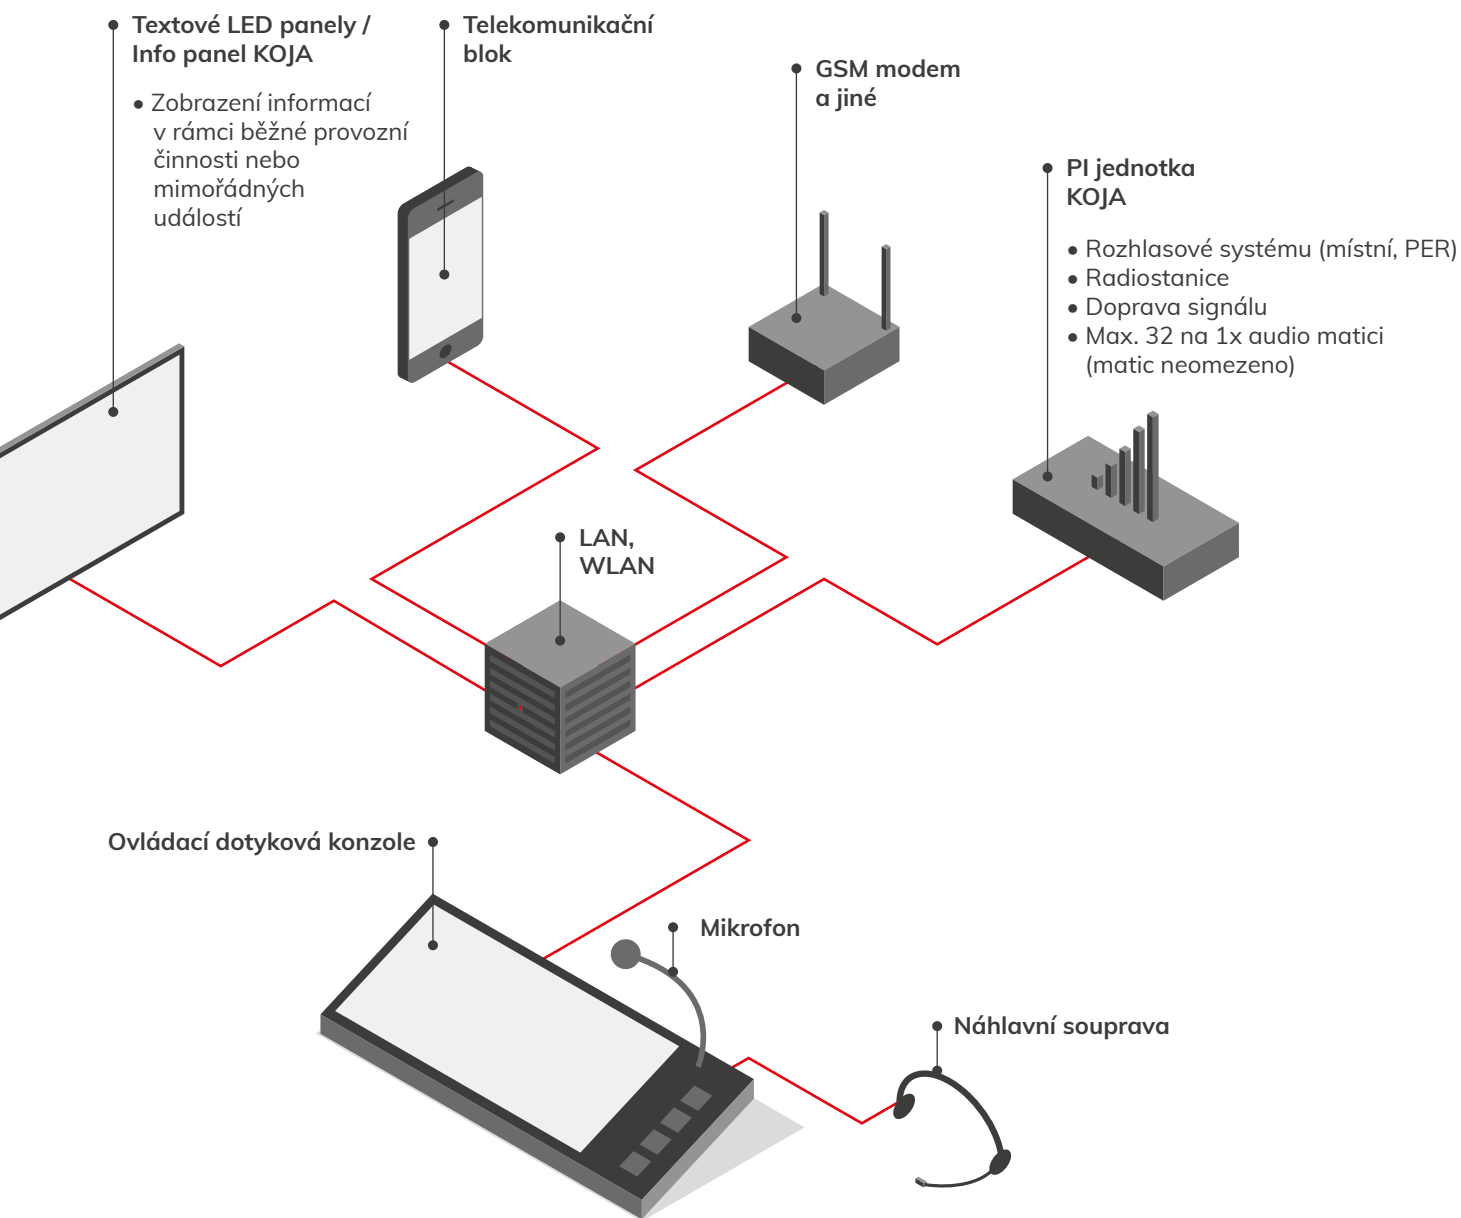 Textové LED panely /
Info panel KOJA
• Zobrazení informací
v rámci běžné provozní
činnosti nebo
mimořádných
událostí
Telekomunikační
blok
GSM modem
a jiné
PI jednotka
KOJA
• Rozhlasové systému (místní, PER)
• Radiostanice
• Doprava signálu
• Max. 32 na 1x audio matici
(matic neomezeno)
LAN,
WLAN
Ovládací dotyková konzole
Mikrofon
Náhlavní souprava